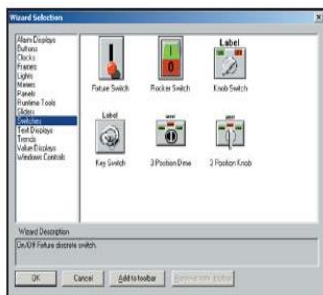 Wizard Selection
Alarm Displays
Buttons
Clocks
Frames
Lights
Meters
Panels
Runtime Tools
Sliders
Switches
Text Displays
Trends
Value Displays
Windows Controls
Fixture Switch
Rocker Switch
Label
Knob Switch
Label
Key Switch
3 Position Drive
3 Position Knob
Wizard Description
On/Off Fixture discrete switch.
OK
Cancel
Add to toolbar